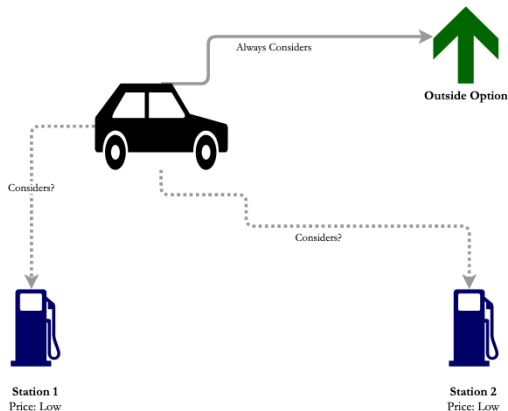 Always Considers
Outside Option
Considers?
Considers?
Station 1
Price: Low
Station 2
Price: Low